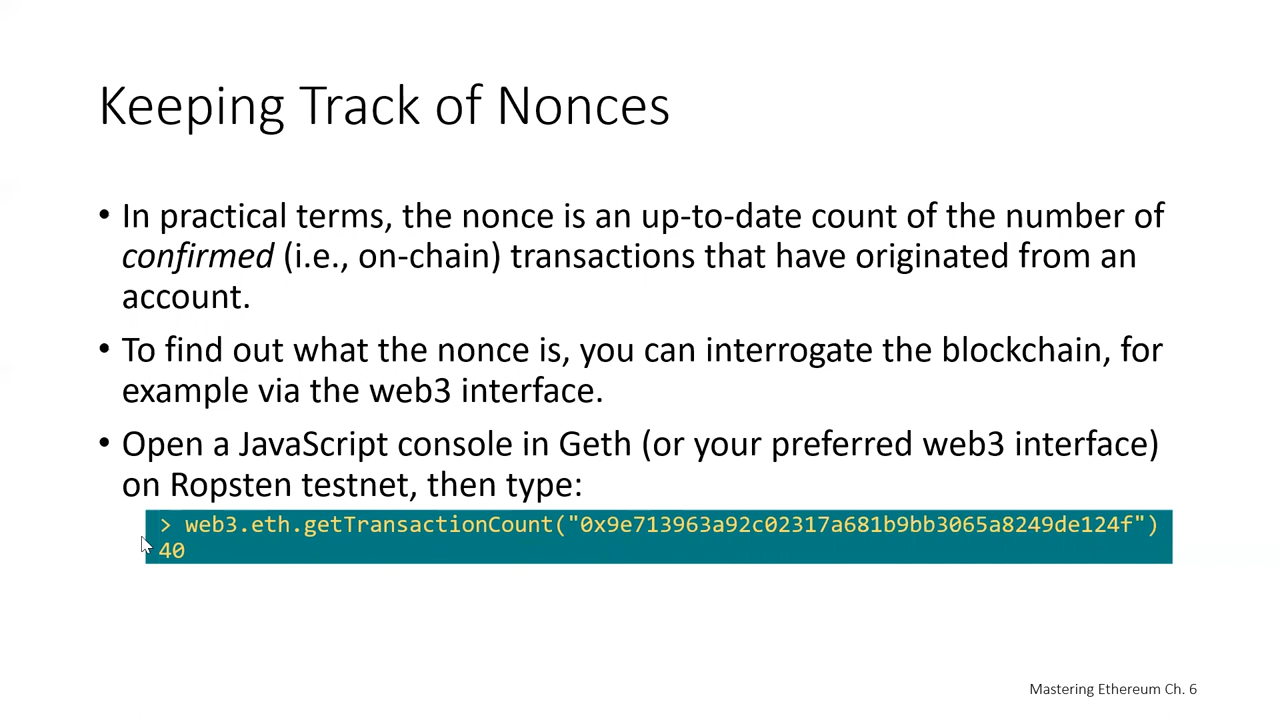 Keeping Track of Nonces
• In practical terms, the nonce is an up-to-date count of the number of
confirmed (i.e., on-chain) transactions that have originated from an
account.
• To find out what the nonce is, you can interrogate the blockchain, for
example via the web3 interface.
• Open a JavaScript console in Geth (or your preferred web3 interface)
on Ropsten testnet, then type:
> web3.eth.getTransactionCount("0x9e713963a92c02317a681b9bb3065a8249de124f")
40
Mastering Ethereum Ch. 6